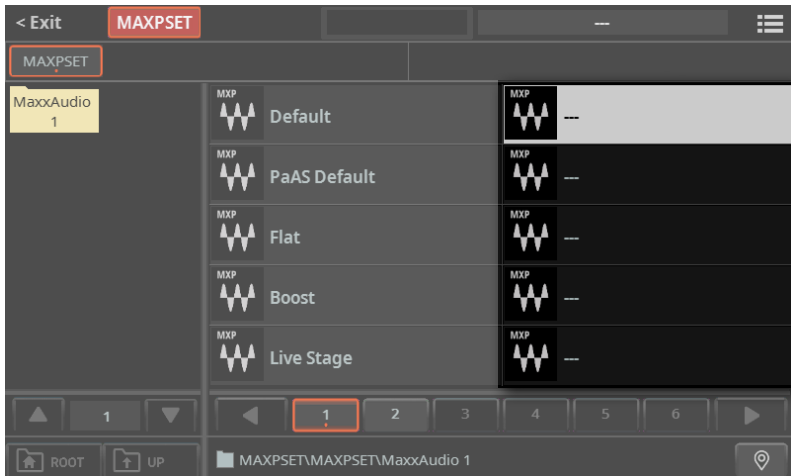 < Exit
MAXPSET
---
MAXPSET
MaxxAudio
1
MXP
Default
MXP
---
MXP
PaAS Default
MXP
---
MXP
Flat
MXP
---
MXP
Boost
MXP
---
MXP
Live Stage
MXP
---
1
1
2
3
4
5
6
ROOT
UP
MAXPSET\MAXPSET\MaxxAudio 1